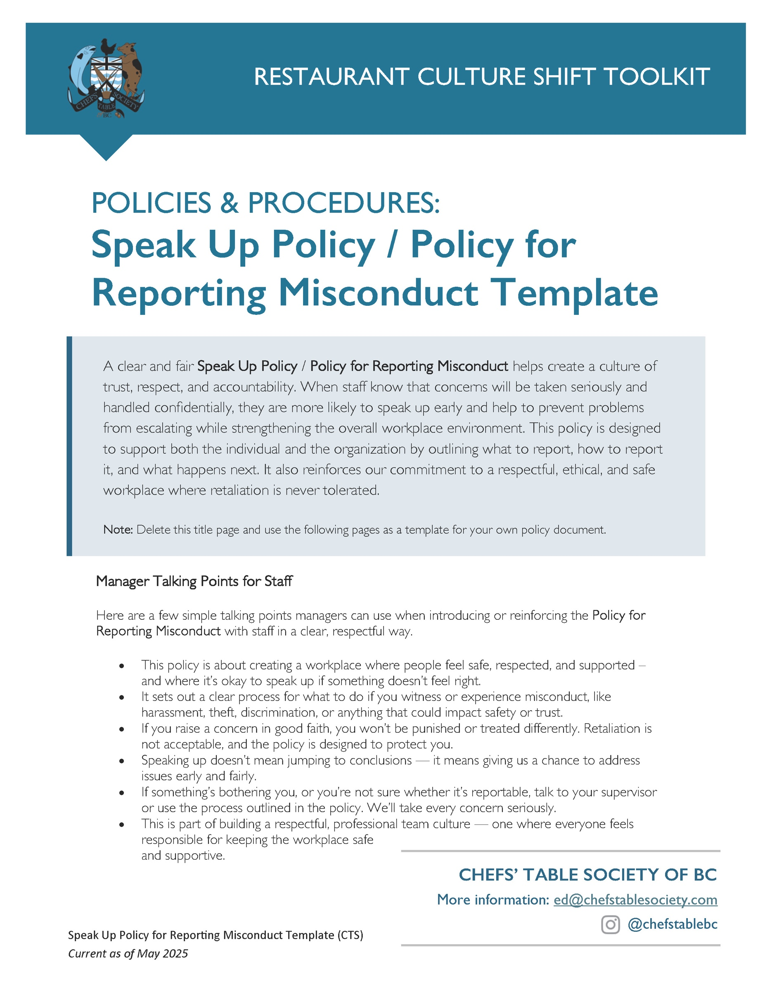 CHEFS' TABLE SOCIETY
BC
RESTAURANT CULTURE SHIFT TOOLKIT
POLICIES & PROCEDURES:
Speak Up Policy / Policy for
Reporting Misconduct Template
A clear and fair Speak Up Policy / Policy for Reporting Misconduct helps create a culture of
trust, respect, and accountability. When staff know that concerns will be taken seriously and
handled confidentially, they are more likely to speak up early and help to prevent problems
from escalating while strengthening the overall workplace environment. This policy is designed
to support both the individual and the organization by outlining what to report, how to report
it, and what happens next. It also reinforces our commitment to a respectful, ethical, and safe
workplace where retaliation is never tolerated.
Note: Delete this title page and use the following pages as a template for your own policy document.
Manager Talking Points for Staff
Here are a few simple talking points managers can use when introducing or reinforcing the Policy for
Reporting Misconduct with staff in a clear, respectful way.
• This policy is about creating a workplace where people feel safe, respected, and supported –
and where it's okay to speak up if something doesn't feel right.
• It sets out a clear process for what to do if you witness or experience misconduct, like
harassment, theft, discrimination, or anything that could impact safety or trust.
• If you raise a concern in good faith, you won't be punished or treated differently. Retaliation is
not acceptable, and the policy is designed to protect you.
• Speaking up doesn't mean jumping to conclusions — it means giving us a chance to address
issues early and fairly.
• If something's bothering you, or you're not sure whether it's reportable, talk to your supervisor
or use the process outlined in the policy. We'll take every concern seriously.
• This is part of building a respectful, professional team culture — one where everyone feels
responsible for keeping the workplace safe
and supportive.
CHEFS' TABLE SOCIETY OF BC
More information: ed@chefstablesociety.com
@chefstablebc
Speak Up Policy for Reporting Misconduct Template (CTS)
Current as of May 2025